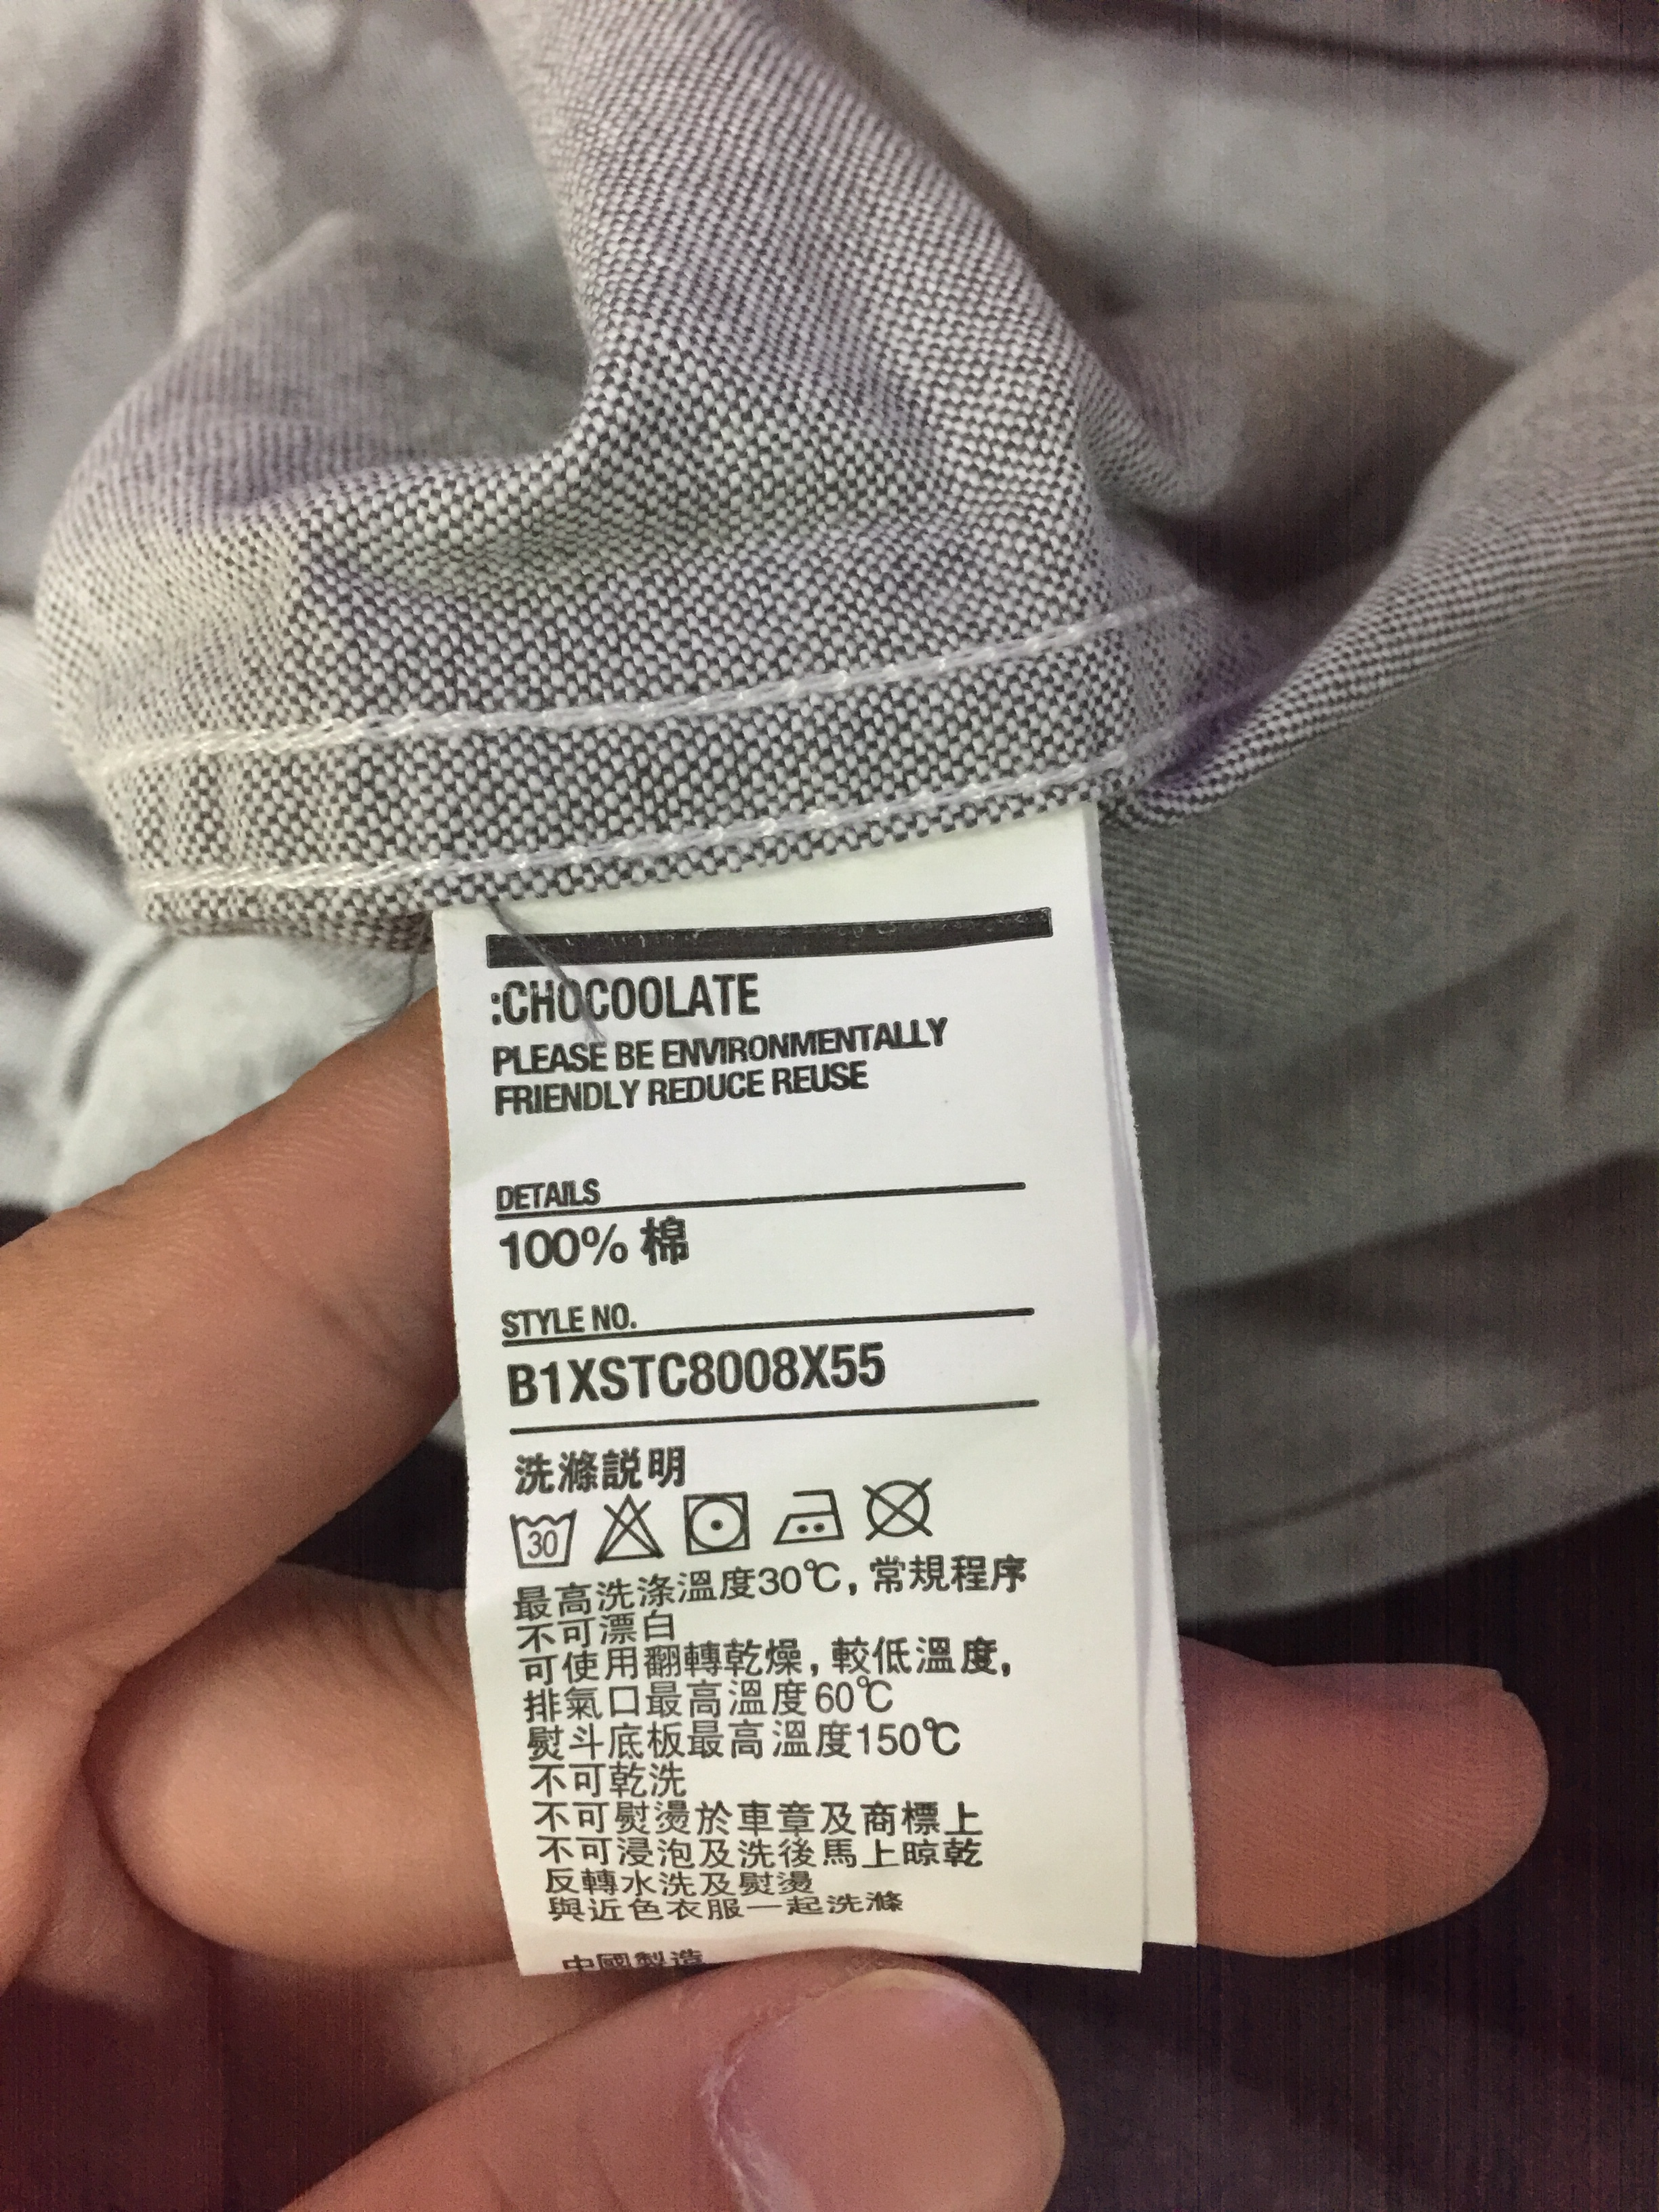 :CHOCOOLATE
PLEASE BE ENVIRONMENTALLY
FRIENDLY REDUCE REUSE
DETAILS
100% 棉
STYLE NO.
B1XSTC8008X55
洗滌説明
30
最高洗涤溫度30℃, 常規程序
不可漂白
可使用翻轉乾燥, 較低溫度,
排氣口最高溫度60℃
熨斗底板最高溫度150℃
不可乾洗
不可熨燙於車章及商標上
不可浸泡及洗後馬上晾乾
反轉水洗及熨燙
與近色衣服一起洗滌
中國製造